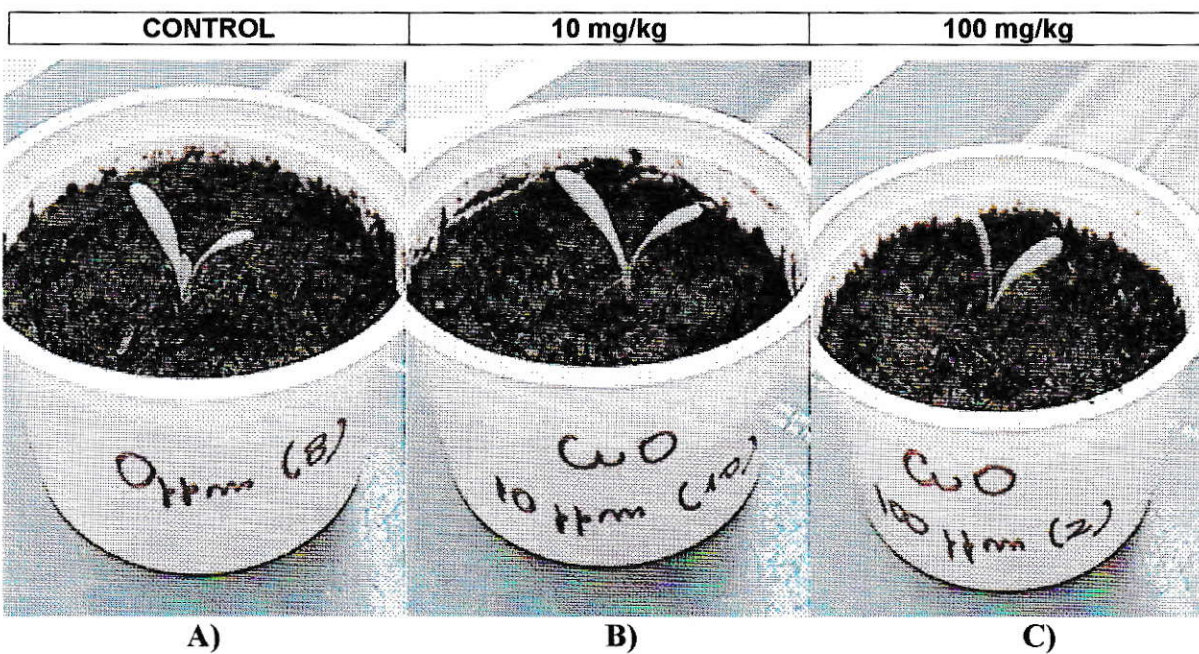 CONTROL 10 mg/kg 100 mg/kg
0ppm (8)
CuO
10 ppm (10)
CuO
100 ppm (2)
A) B) C)